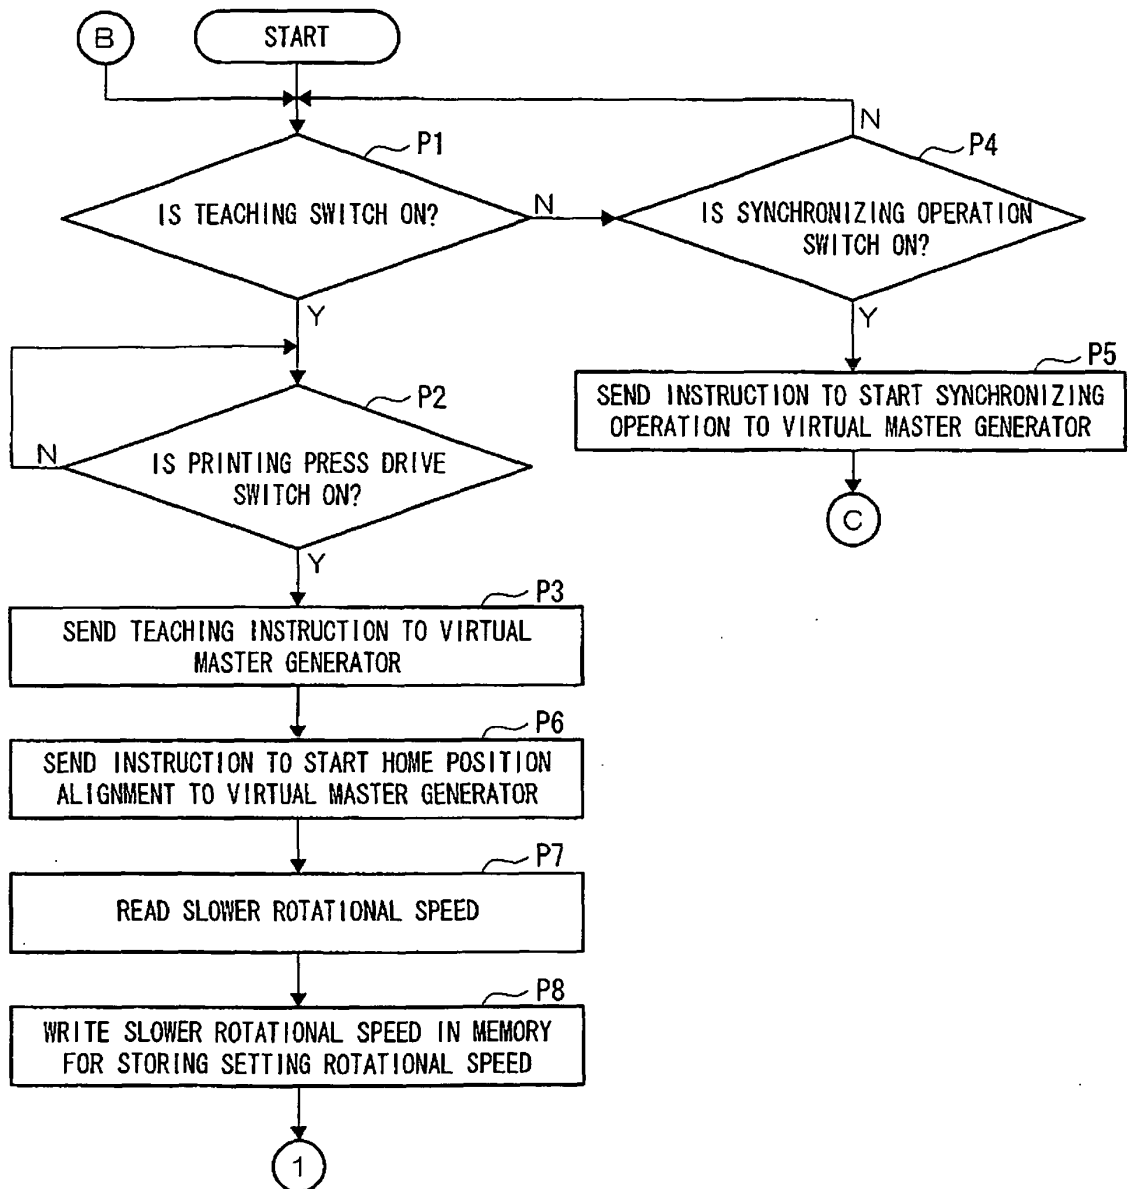 B
START
P1
IS TEACHING SWITCH ON?
N
N
P4
IS SYNCHRONIZING OPERATION
SWITCH ON?
Y
Y
P5
SEND INSTRUCTION TO START SYNCHRONIZING
OPERATION TO VIRTUAL MASTER GENERATOR
C
P2
N
IS PRINTING PRESS DRIVE
SWITCH ON?
Y
P3
SEND TEACHING INSTRUCTION TO VIRTUAL
MASTER GENERATOR
P6
SEND INSTRUCTION TO START HOME POSITION
ALIGNMENT TO VIRTUAL MASTER GENERATOR
P7
READ SLOWER ROTATIONAL SPEED
P8
WRITE SLOWER ROTATIONAL SPEED IN MEMORY
FOR STORING SETTING ROTATIONAL SPEED
1